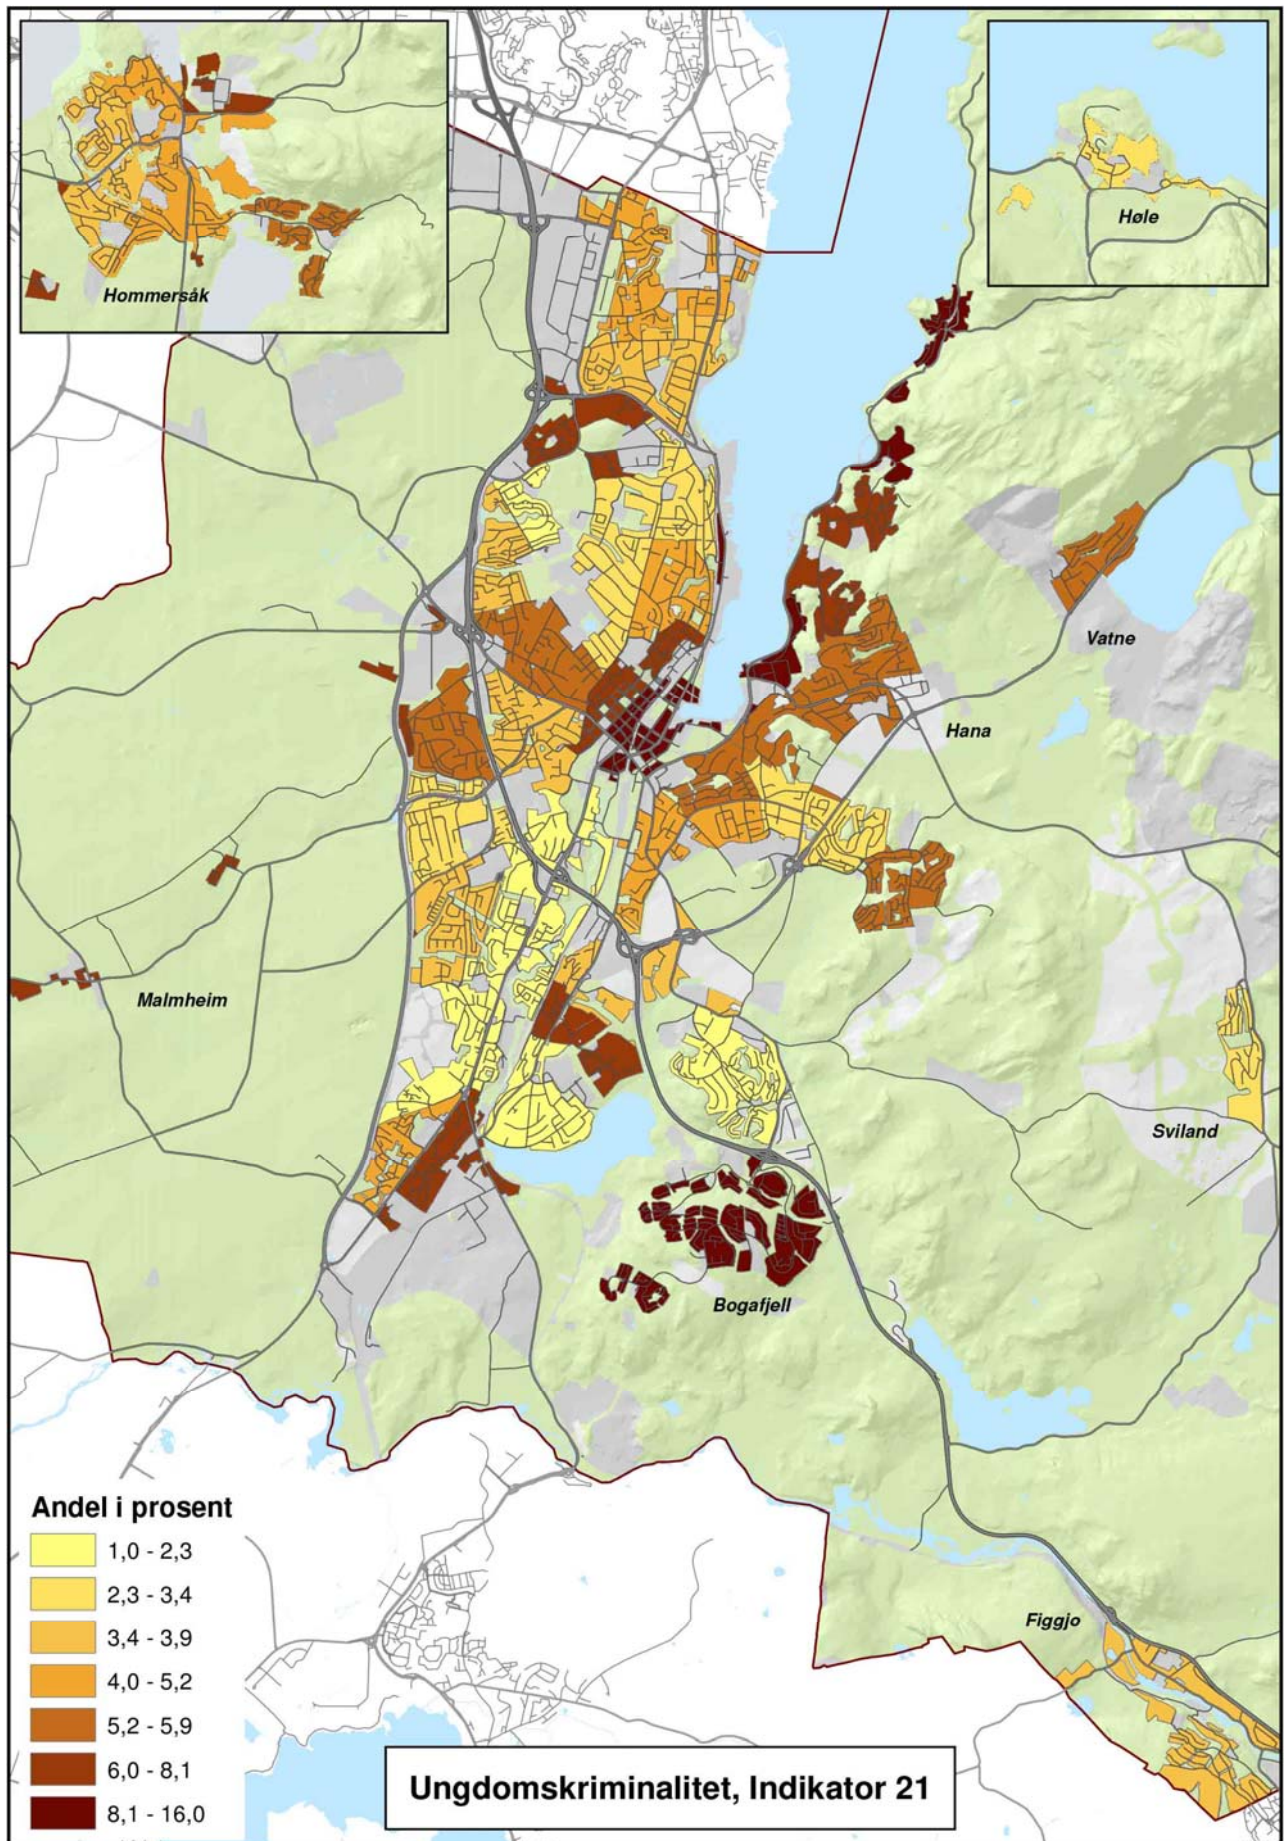 Hommersåk
Høle
Vatne
Hana
Malmheim
Sviland
Bogafjell
Figgjo
Andel i prosent
1,0 - 2,3
2,3 - 3,4
3,4 - 3,9
4,0 - 5,2
5,2 - 5,9
6,0 - 8,1
8,1 - 16,0
Ungdomskriminalitet, Indikator 21